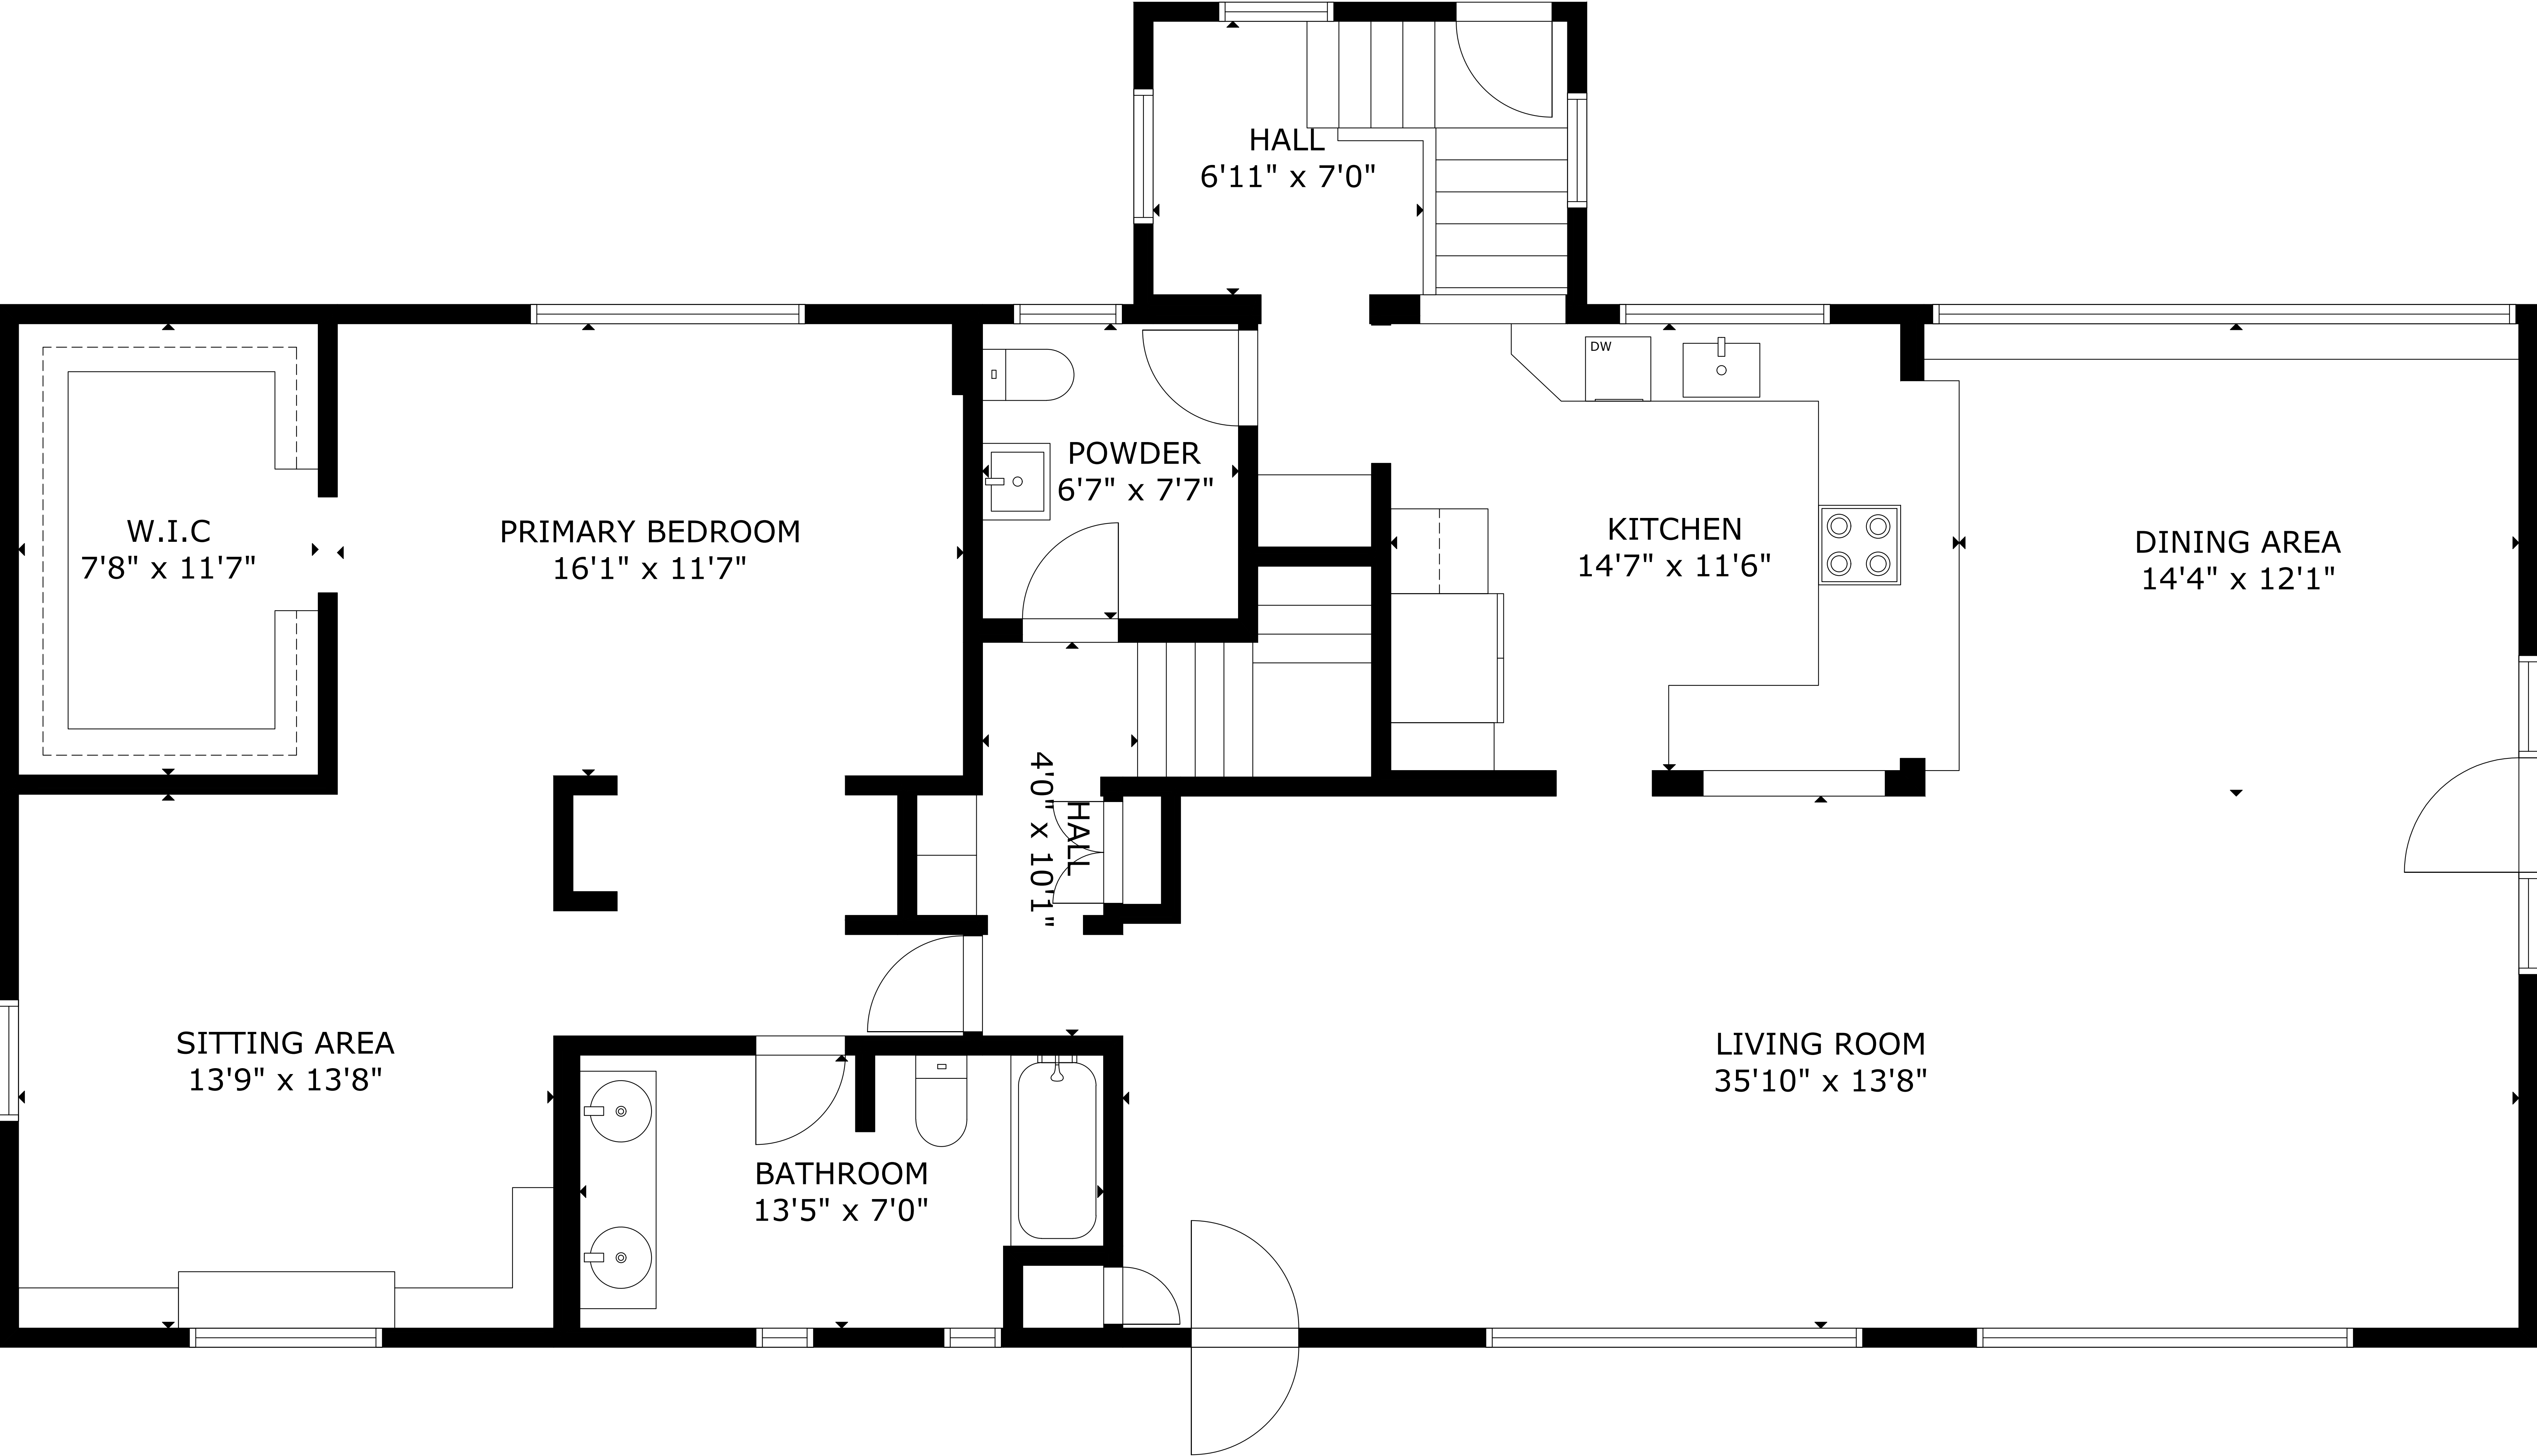 HALL
6'11" x 7'0"
DW
POWDER
6'7" x 7'7"
W.I.C
7'8" x 11'7"
PRIMARY BEDROOM
16'1" x 11'7"
KITCHEN
14'7" x 11'6"
DINING AREA
14'4" x 12'1"
HALL
4'0" x 10'1"
SITTING AREA
13'9" x 13'8"
LIVING ROOM
35'10" x 13'8"
BATHROOM
13'5" x 7'0"